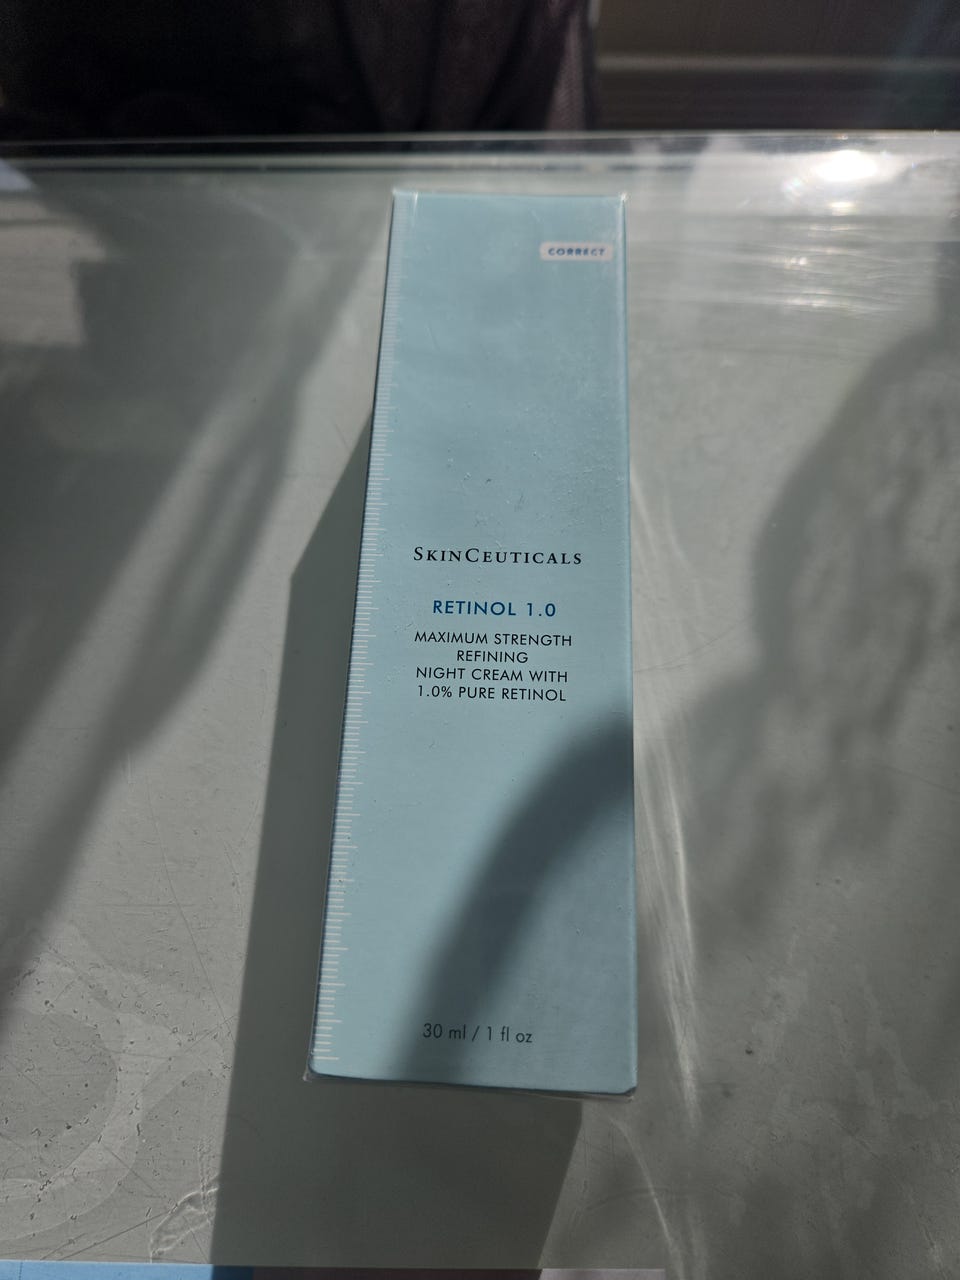 CORRECT
SKINCEUTICALS
RETINOL 1.0
MAXIMUM STRENGTH
REFINING
NIGHT CREAM WITH
1.0% PURE RETINOL
30 ml / 1 fl oz